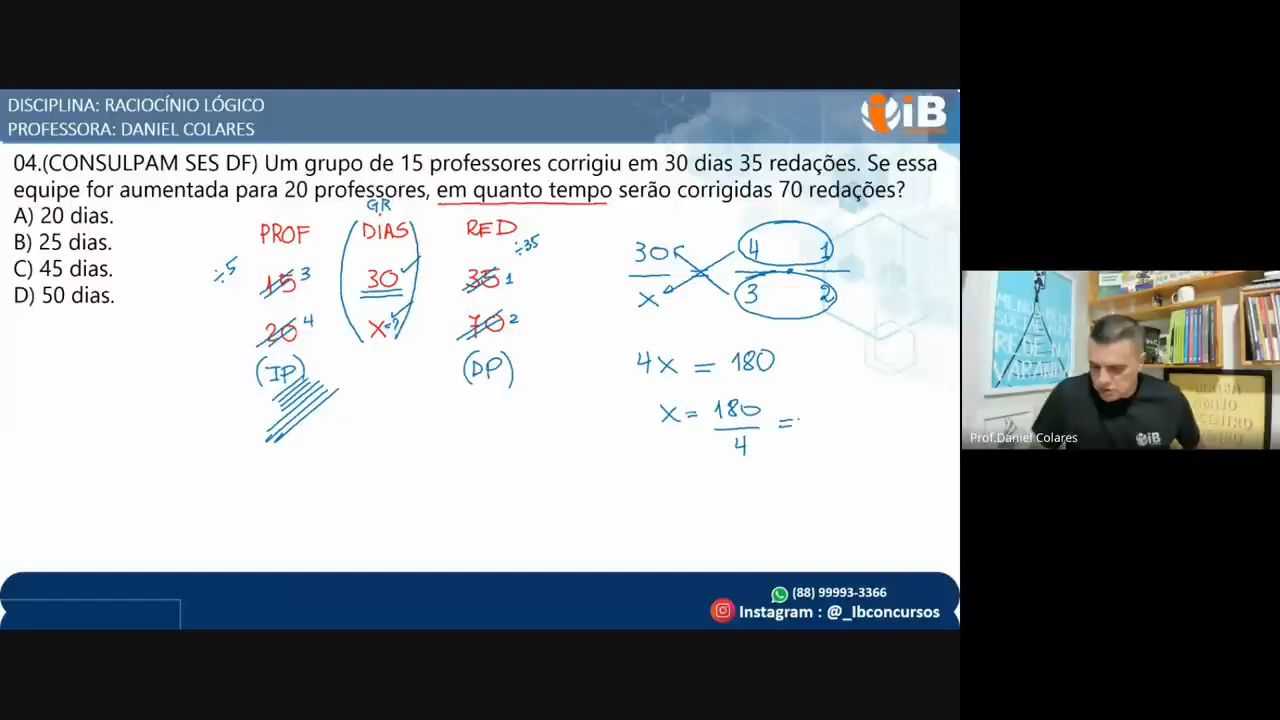 DISCIPLINA: RACIOCÍNIO LÓGICO
PROFESSORA: DANIEL COLARES
iB
04.(CONSULPAM SES DF) Um grupo de 15 professores corrigiu em 30 dias 35 redações. Se essa
equipe for aumentada para 20 professores, em quanto tempo serão corrigidas 70 redações?
A) 20 dias.
B) 25 dias.
C) 45 dias.
D) 50 dias.
GR
PROF DIAS RED
÷5 15 3 30 35 1 ÷35
20 4 x=? 70 2
(IP) (DP)
30 4 1
x 3 2
4x = 180
x = 180 =
4
(88) 99993-3366
Instagram : @_Ibconcursos
iB
Prof.Daniel Colares